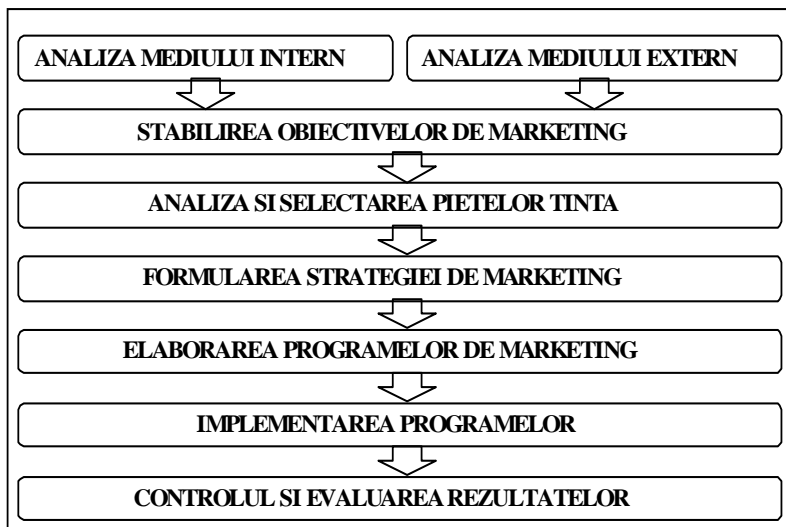 ANALIZA MEDIULUI INTERN
ANALIZA MEDIULUI EXTERN
STABILIREA OBIECTIVELOR DE MARKETING
ANALIZA SI SELECTAREA PIETELOR TINTA
FORMULAREA STRATEGIEI DE MARKETING
ELABORAREA PROGRAMELOR DE MARKETING
IMPLEMENTAREA PROGRAMELOR
CONTROLUL SI EVALUAREA REZULTATELOR